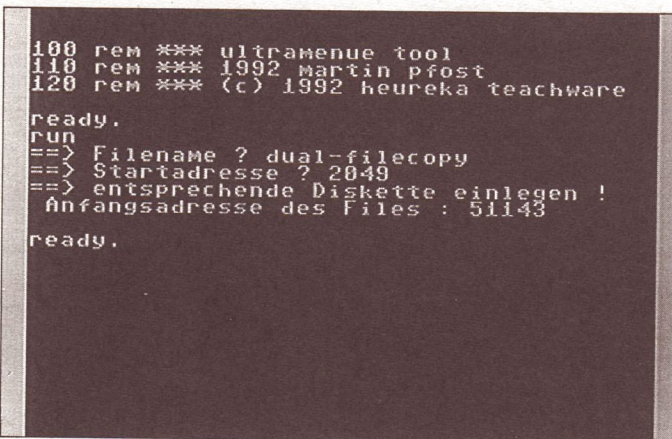 100 rem *** ultramenue tool
110 rem *** 1992 martin pfost
120 rem *** (c) 1992 heureka teachware
ready.
run
==> Filename ? dual-filecopy
==> Startadresse ? 2049
==> entsprechende Diskette einlegen !
Anfangsadresse des Files : 51143
ready.